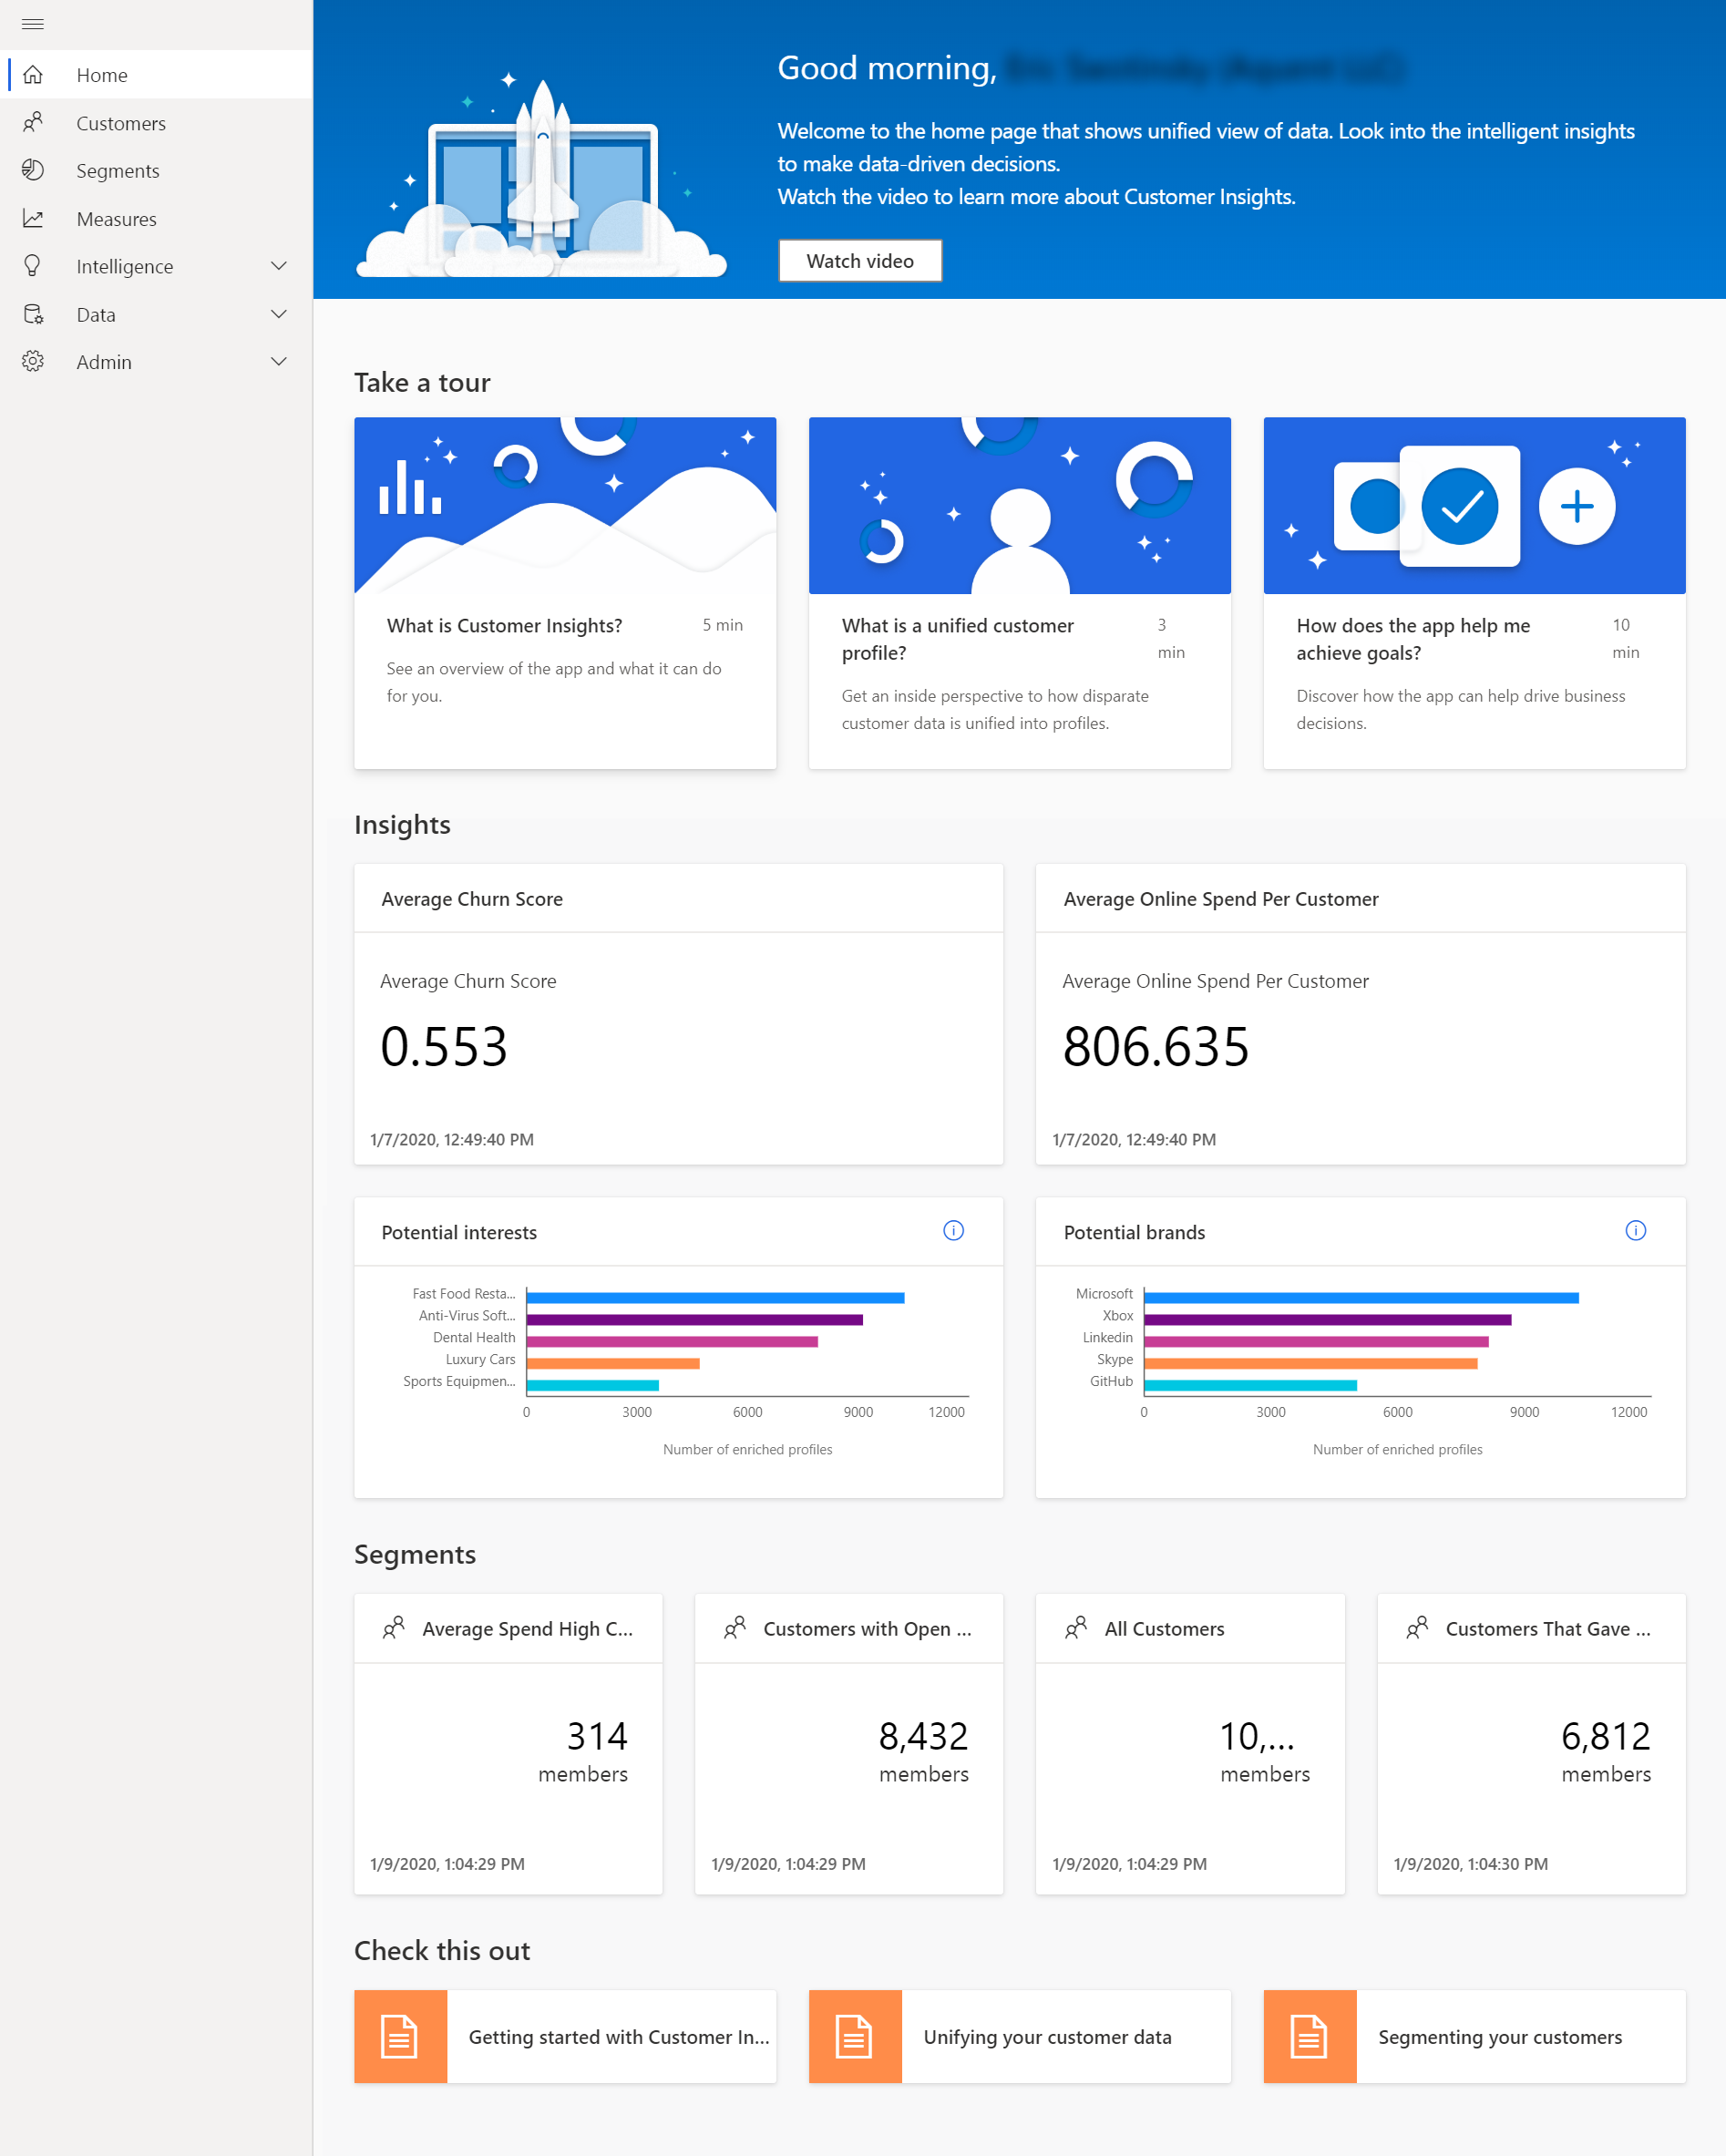 Home
Customers
Segments
Measures
Intelligence
Data
Admin
Good morning,
Welcome to the home page that shows unified view of data. Look into the intelligent insights
to make data-driven decisions.
Watch the video to learn more about Customer Insights.
Watch video
Take a tour
What is Customer Insights? 5 min
See an overview of the app and what it can do
for you.
What is a unified customer 3
profile? min
Get an inside perspective to how disparate
customer data is unified into profiles.
How does the app help me 10
achieve goals? min
Discover how the app can help drive business
decisions.
Insights
Average Churn Score
Average Churn Score
0.553
1/7/2020, 12:49:40 PM
Average Online Spend Per Customer
Average Online Spend Per Customer
806.635
1/7/2020, 12:49:40 PM
Potential interests
Fast Food Resta...
Anti-Virus Soft...
Dental Health
Luxury Cars
Sports Equipmen...
0 3000 6000 9000 12000
Number of enriched profiles
Potential brands
Microsoft
Xbox
Linkedin
Skype
GitHub
0 3000 6000 9000 12000
Number of enriched profiles
Segments
Average Spend High C...
314
members
1/9/2020, 1:04:29 PM
Customers with Open ...
8,432
members
1/9/2020, 1:04:29 PM
All Customers
10,...
members
1/9/2020, 1:04:29 PM
Customers That Gave ...
6,812
members
1/9/2020, 1:04:30 PM
Check this out
Getting started with Customer In...
Unifying your customer data
Segmenting your customers